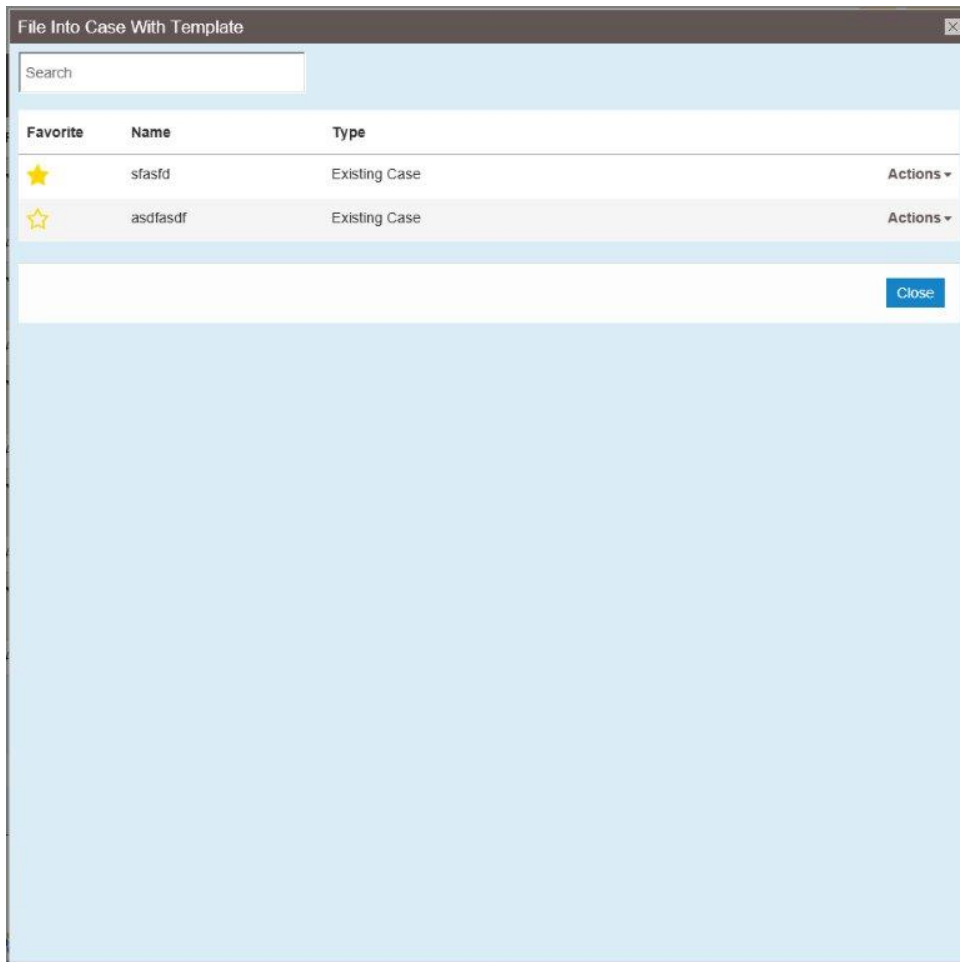 File Into Case With Template
Search
Favorite Name Type
sfasfd Existing Case Actions
asdfasdf Existing Case Actions
Close